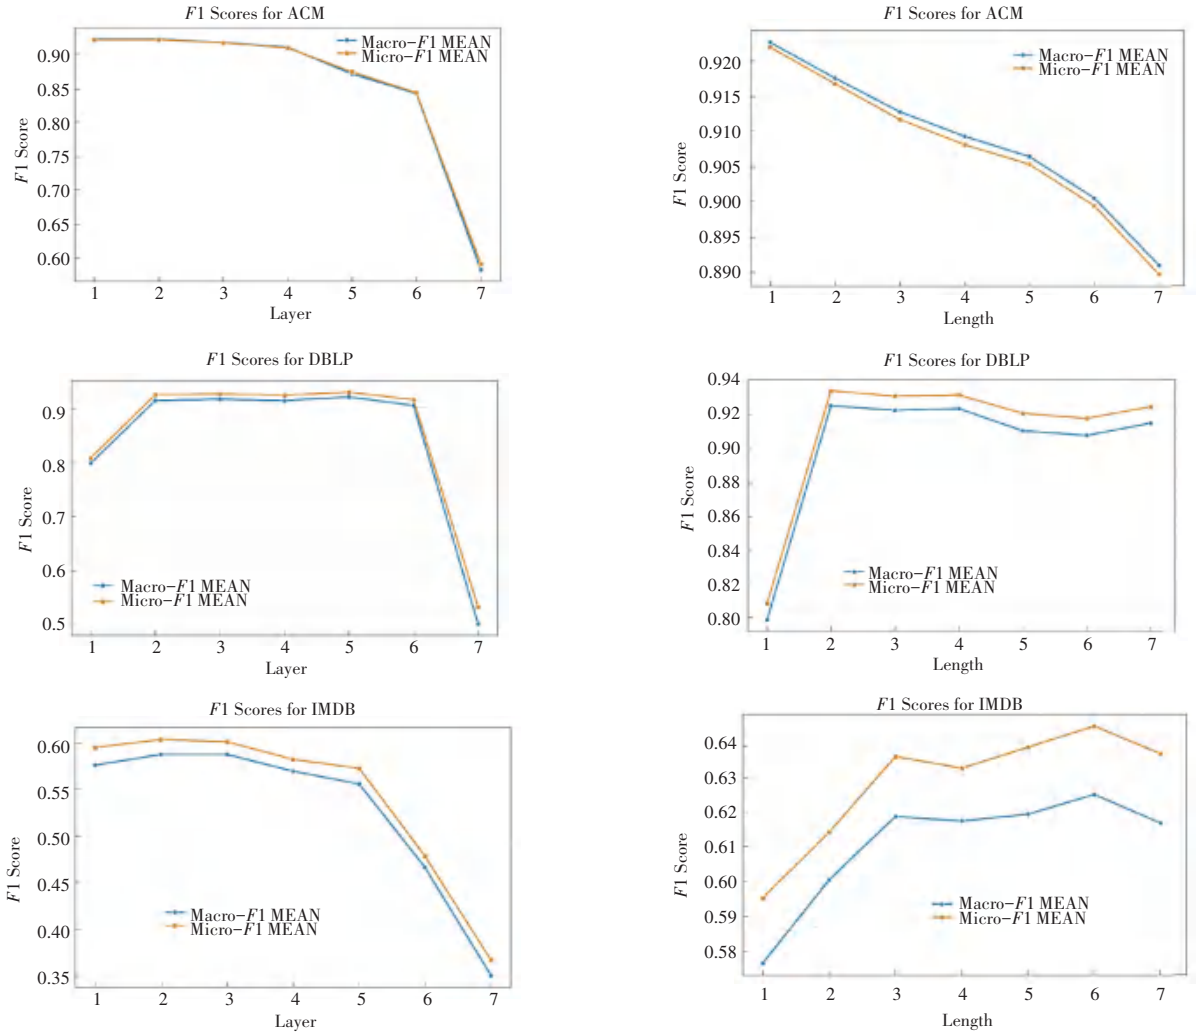 F1 Scores for ACM
Macro-F1 MEAN
Micro-F1 MEAN
F1 Score
0.90
0.85
0.80
0.75
0.70
0.65
0.60
1 2 3 4 5 6 7
Layer
F1 Scores for ACM
Macro-F1 MEAN
Micro-F1 MEAN
F1 Score
0.920
0.915
0.910
0.905
0.900
0.895
0.890
1 2 3 4 5 6 7
Length
F1 Scores for DBLP
F1 Score
0.9
0.8
0.7
0.6
0.5
Macro-F1 MEAN
Micro-F1 MEAN
1 2 3 4 5 6 7
Layer
F1 Scores for DBLP
F1 Score
0.94
0.92
0.90
0.88
0.86
0.84
0.82
0.80
Macro-F1 MEAN
Micro-F1 MEAN
1 2 3 4 5 6 7
Length
F1 Scores for IMDB
F1 Score
0.60
0.55
0.50
0.45
0.40
0.35
Macro-F1 MEAN
Micro-F1 MEAN
1 2 3 4 5 6 7
Layer
F1 Scores for IMDB
F1 Score
0.64
0.63
0.62
0.61
0.60
0.59
0.58
Macro-F1 MEAN
Micro-F1 MEAN
1 2 3 4 5 6 7
Length